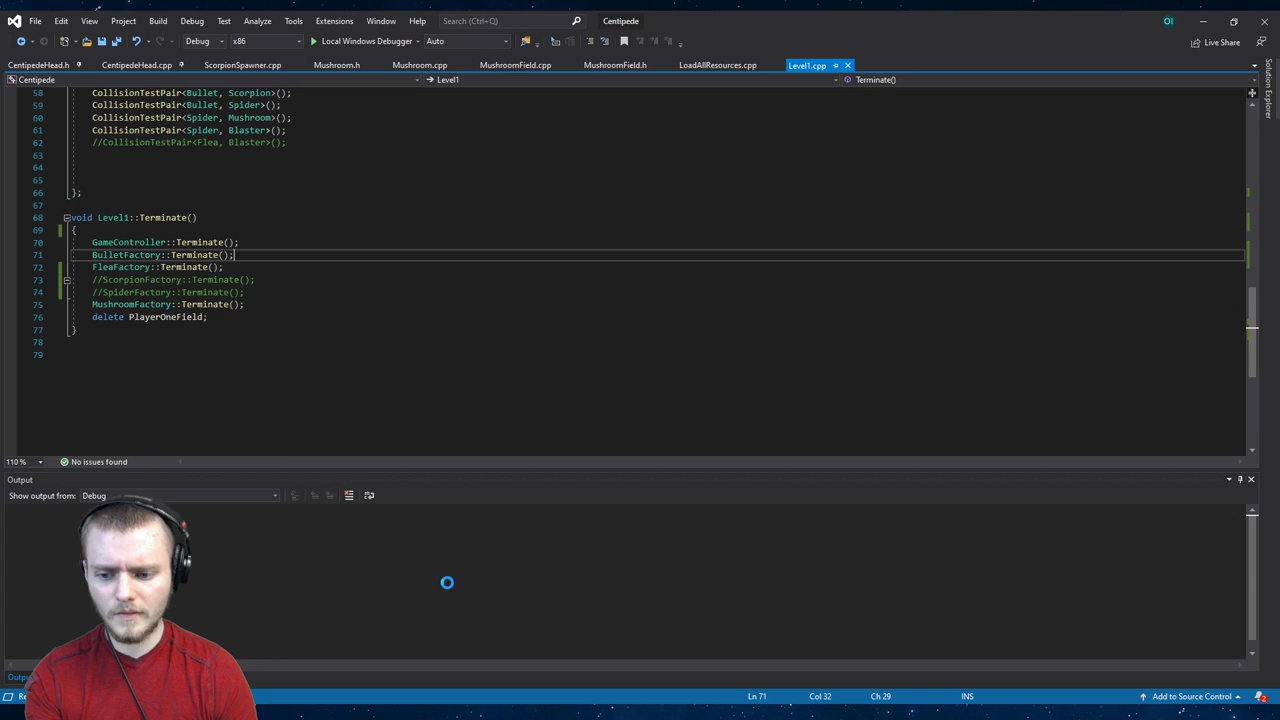 File Edit View Project Build Debug Test Analyze Tools Extensions Window Help Search (Ctrl+Q) Centipede OI
Debug x86 Local Windows Debugger Auto Live Share
CentipedeHead.h CentipedeHead.cpp ScorpionSpawner.cpp Mushroom.h Mushroom.cpp MushroomField.cpp MushroomField.h LoadAllResources.cpp Level1.cpp
Centipede Level1 Terminate()
Solution Explorer
58 CollisionTestPair<Bullet, Scorpion>();
59 CollisionTestPair<Bullet, Spider>();
60 CollisionTestPair<Spider, Mushroom>();
61 CollisionTestPair<Spider, Blaster>();
62 //CollisionTestPair<Flea, Blaster>();
63
64
65
66 };
67
68 void Level1::Terminate()
69 {
70 GameController::Terminate();
71 BulletFactory::Terminate();
72 FleaFactory::Terminate();
73 //ScorpionFactory::Terminate();
74 //SpiderFactory::Terminate();
75 MushroomFactory::Terminate();
76 delete PlayerOneField;
77 }
78
79
110 % No issues found
Output
Show output from: Debug
Ln 71 Col 32 Ch 29 INS Add to Source Control 2